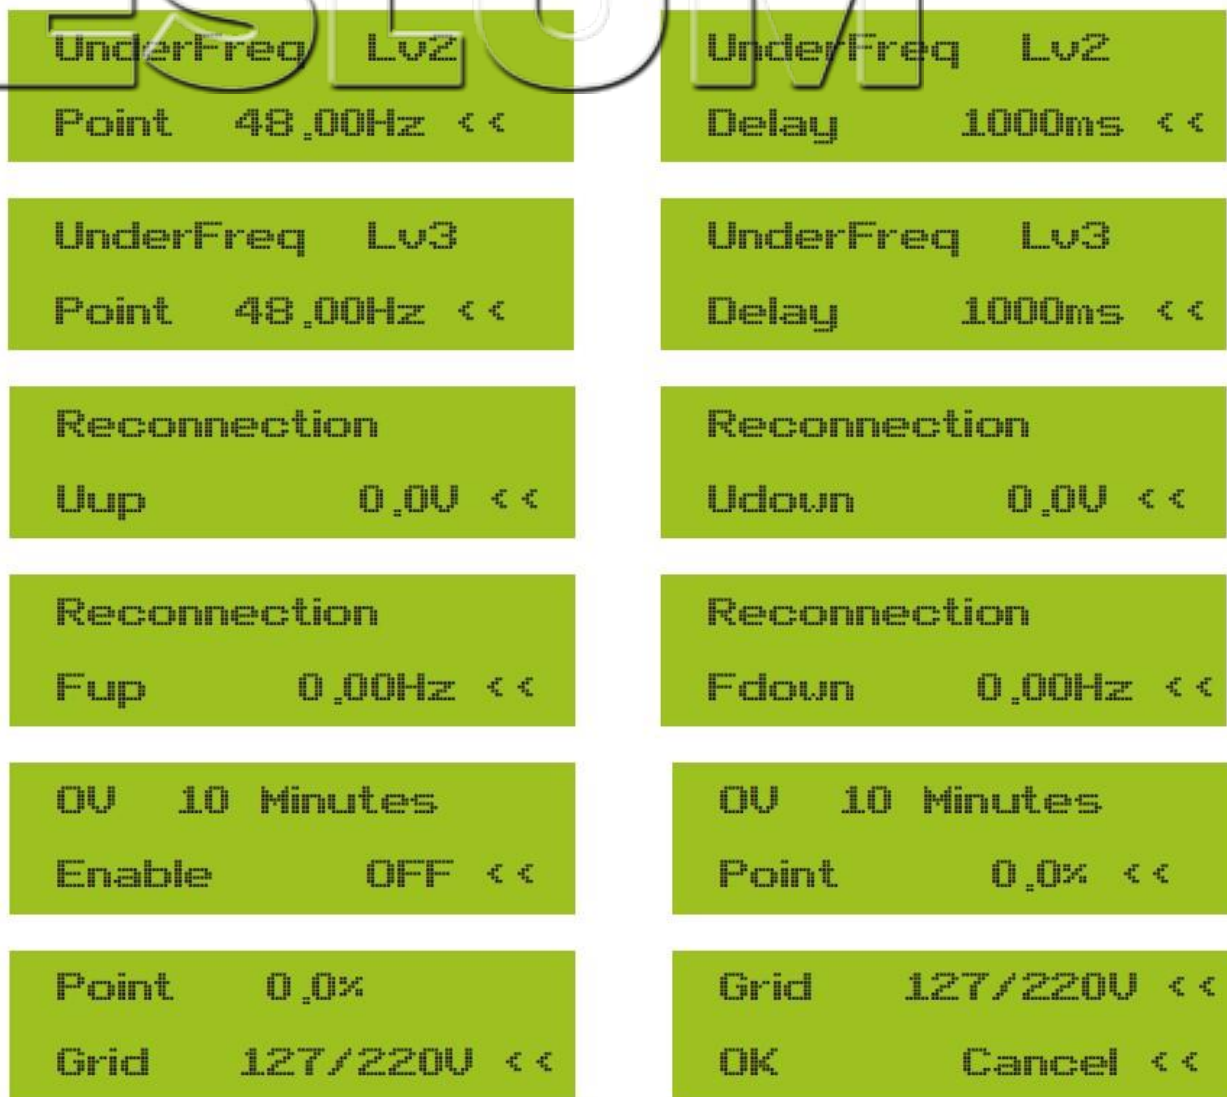 ESLUM
UnderFreq Lv2
Point 48.00Hz <<
UnderFreq Lv2
Delay 1000ms <<
UnderFreq Lv3
Point 48.00Hz <<
UnderFreq Lv3
Delay 1000ms <<
Reconnection
Uup 0.0V <<
Reconnection
Udown 0.0V <<
Reconnection
Fup 0.00Hz <<
Reconnection
Fdown 0.00Hz <<
OV 10 Minutes
Enable OFF <<
OV 10 Minutes
Point 0.0%  <<
Point 0.0%
Grid 127/220V <<
Grid 127/220V <<
OK Cancel <<